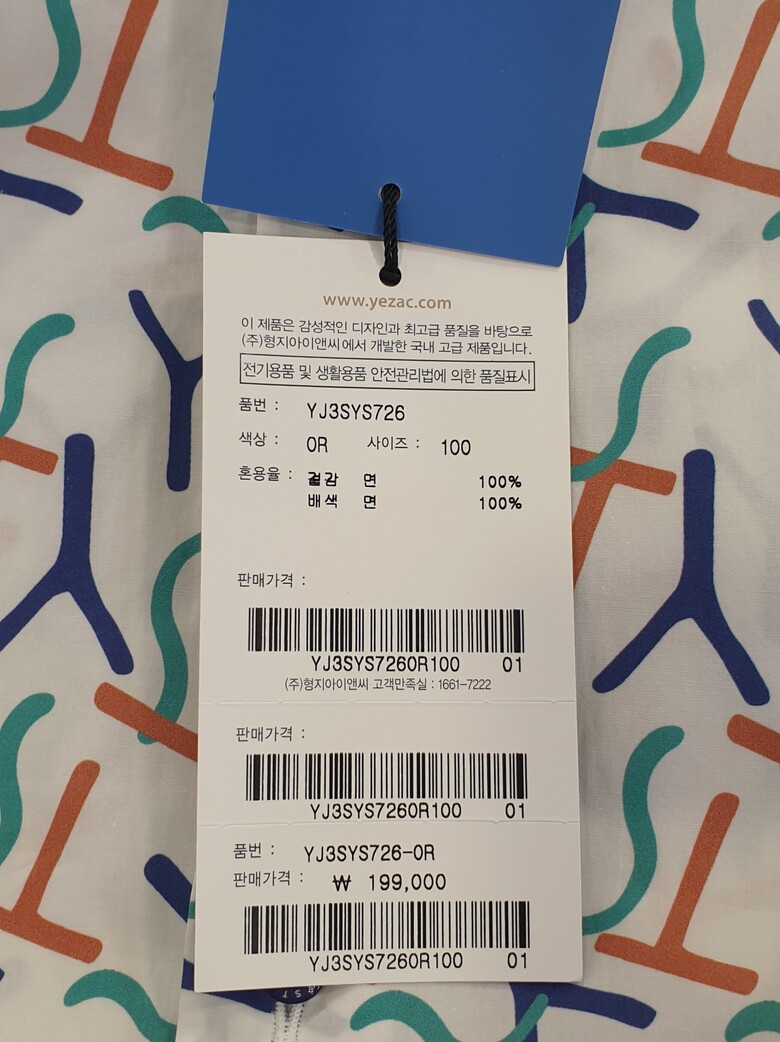 www.yezac.com
이 제품은 감성적인 디자인과 최고급 품질을 바탕으로
(주)형지아이앤씨에서 개발한 국내 고급 제품입니다.
전기용품 및 생활용품 안전관리법에 의한 품질표시
품번 : YJ3SYS726
색상 : OR 사이즈 : 100
혼용율 : 겉감 면 100%
배색 면 100%
판매가격 :
YJ3SYS726OR100 01
(주)형지아이앤씨 고객만족실 : 1661-7222
판매가격 :
YJ3SYS726OR100 01
품번 : YJ3SYS726-OR
판매가격 : ₩ 199,000
YJ3SYS726OR100 01